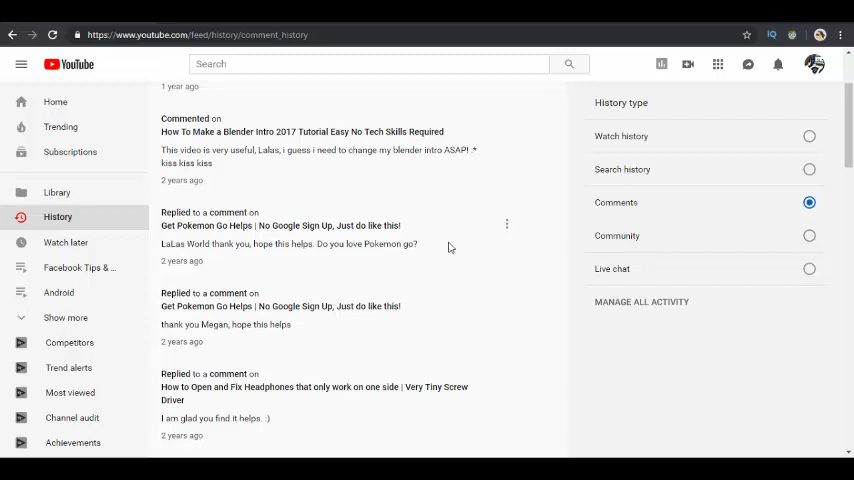 https://www.youtube.com/feed/history/comment_history
IQ
YouTube
Search
Home
Trending
Subscriptions
Library
History
Watch later
Facebook Tips & ...
Android
Show more
Competitors
Trend alerts
Most viewed
Channel audit
Achievements
1 year ago
Commented on
How To Make a Blender Intro 2017 Tutorial Easy No Tech Skills Required
This video is very useful, Lalas, i guess i need to change my blender intro ASAP! :*
kiss kiss kiss
2 years ago
Replied to a comment on
Get Pokemon Go Helps | No Google Sign Up, Just do like this!
LaLas World thank you, hope this helps. Do you love Pokemon go?
2 years ago
Replied to a comment on
Get Pokemon Go Helps | No Google Sign Up, Just do like this!
thank you Megan, hope this helps
2 years ago
Replied to a comment on
How to Open and Fix Headphones that only work on one side | Very Tiny Screw
Driver
I am glad you find it helps. :)
2 years ago
History type
Watch history
Search history
Comments
Community
Live chat
MANAGE ALL ACTIVITY